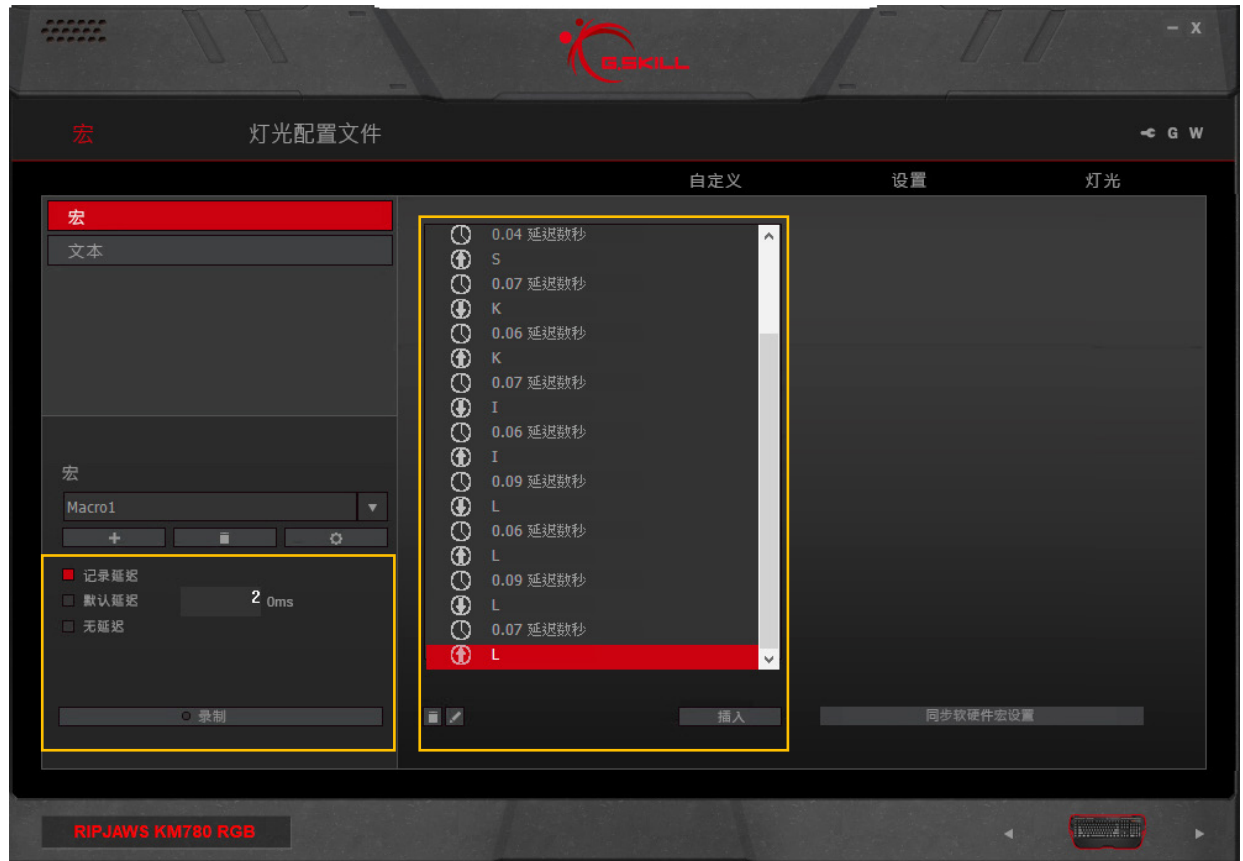 G.SKILL
- X
宏 灯光配置文件 G W
自定义 设置 灯光
宏
文本
0.04 延迟数秒
S
0.07 延迟数秒
K
0.06 延迟数秒
K
0.07 延迟数秒
I
0.06 延迟数秒
I
0.09 延迟数秒
L
0.06 延迟数秒
L
0.09 延迟数秒
L
0.07 延迟数秒
L
宏
Macro1
记录延迟
默认延迟 2 0ms
无延迟
录制
插入
同步软硬件宏设置
RIPJAWS KM780 RGB